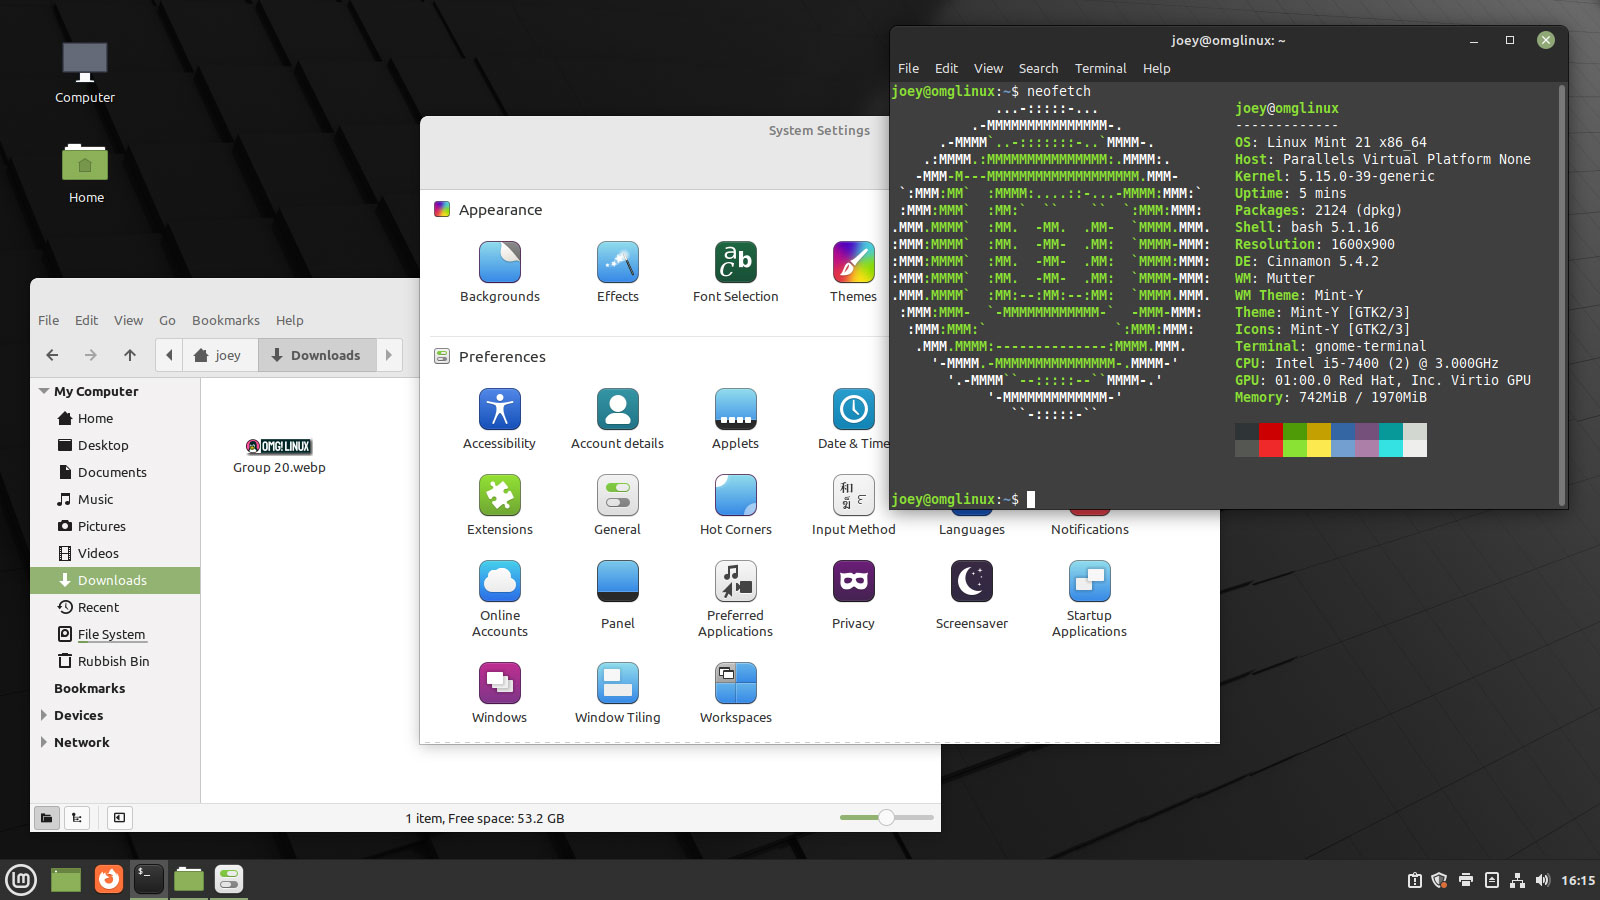 Computer
Home
File Edit View Go Bookmarks Help
joey Downloads
My Computer
Home
Desktop
Documents
Music
Pictures
Videos
Downloads
Recent
File System
Rubbish Bin
Bookmarks
Devices
Network
OMG! LINUX
Group 20.webp
1 item, Free space: 53.2 GB
System Settings
Appearance
Backgrounds Effects Font Selection Themes
Preferences
Accessibility Account details Applets Date & Time
Extensions General Hot Corners Input Method Languages Notifications
Online Accounts Panel Preferred Applications Privacy Screensaver Startup Applications
Windows Window Tiling Workspaces
joey@omglinux: ~
File Edit View Search Terminal Help
joey@omglinux:~$ neofetch
joey@omglinux
-------------
OS: Linux Mint 21 x86_64
Host: Parallels Virtual Platform None
Kernel: 5.15.0-39-generic
Uptime: 5 mins
Packages: 2124 (dpkg)
Shell: bash 5.1.16
Resolution: 1600x900
DE: Cinnamon 5.4.2
WM: Mutter
WM Theme: Mint-Y
Theme: Mint-Y [GTK2/3]
Icons: Mint-Y [GTK2/3]
Terminal: gnome-terminal
CPU: Intel i5-7400 (2) @ 3.000GHz
GPU: 01:00.0 Red Hat, Inc. Virtio GPU
Memory: 742MiB / 1970MiB
joey@omglinux:~$
16:15